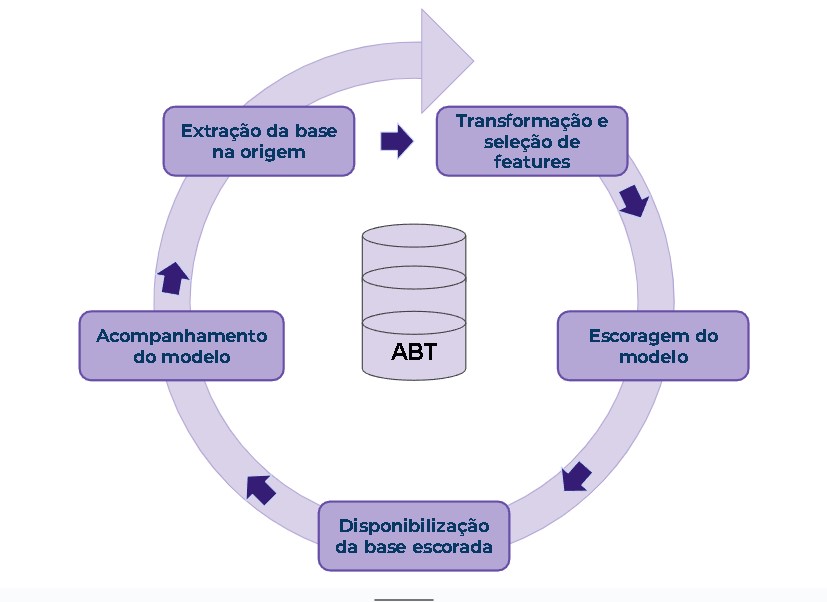 Extração da base
na origem
Transformação e
seleção de
features
Escoragem do
modelo
Disponibilização
da base escorada
Acompanhamento
do modelo
ABT